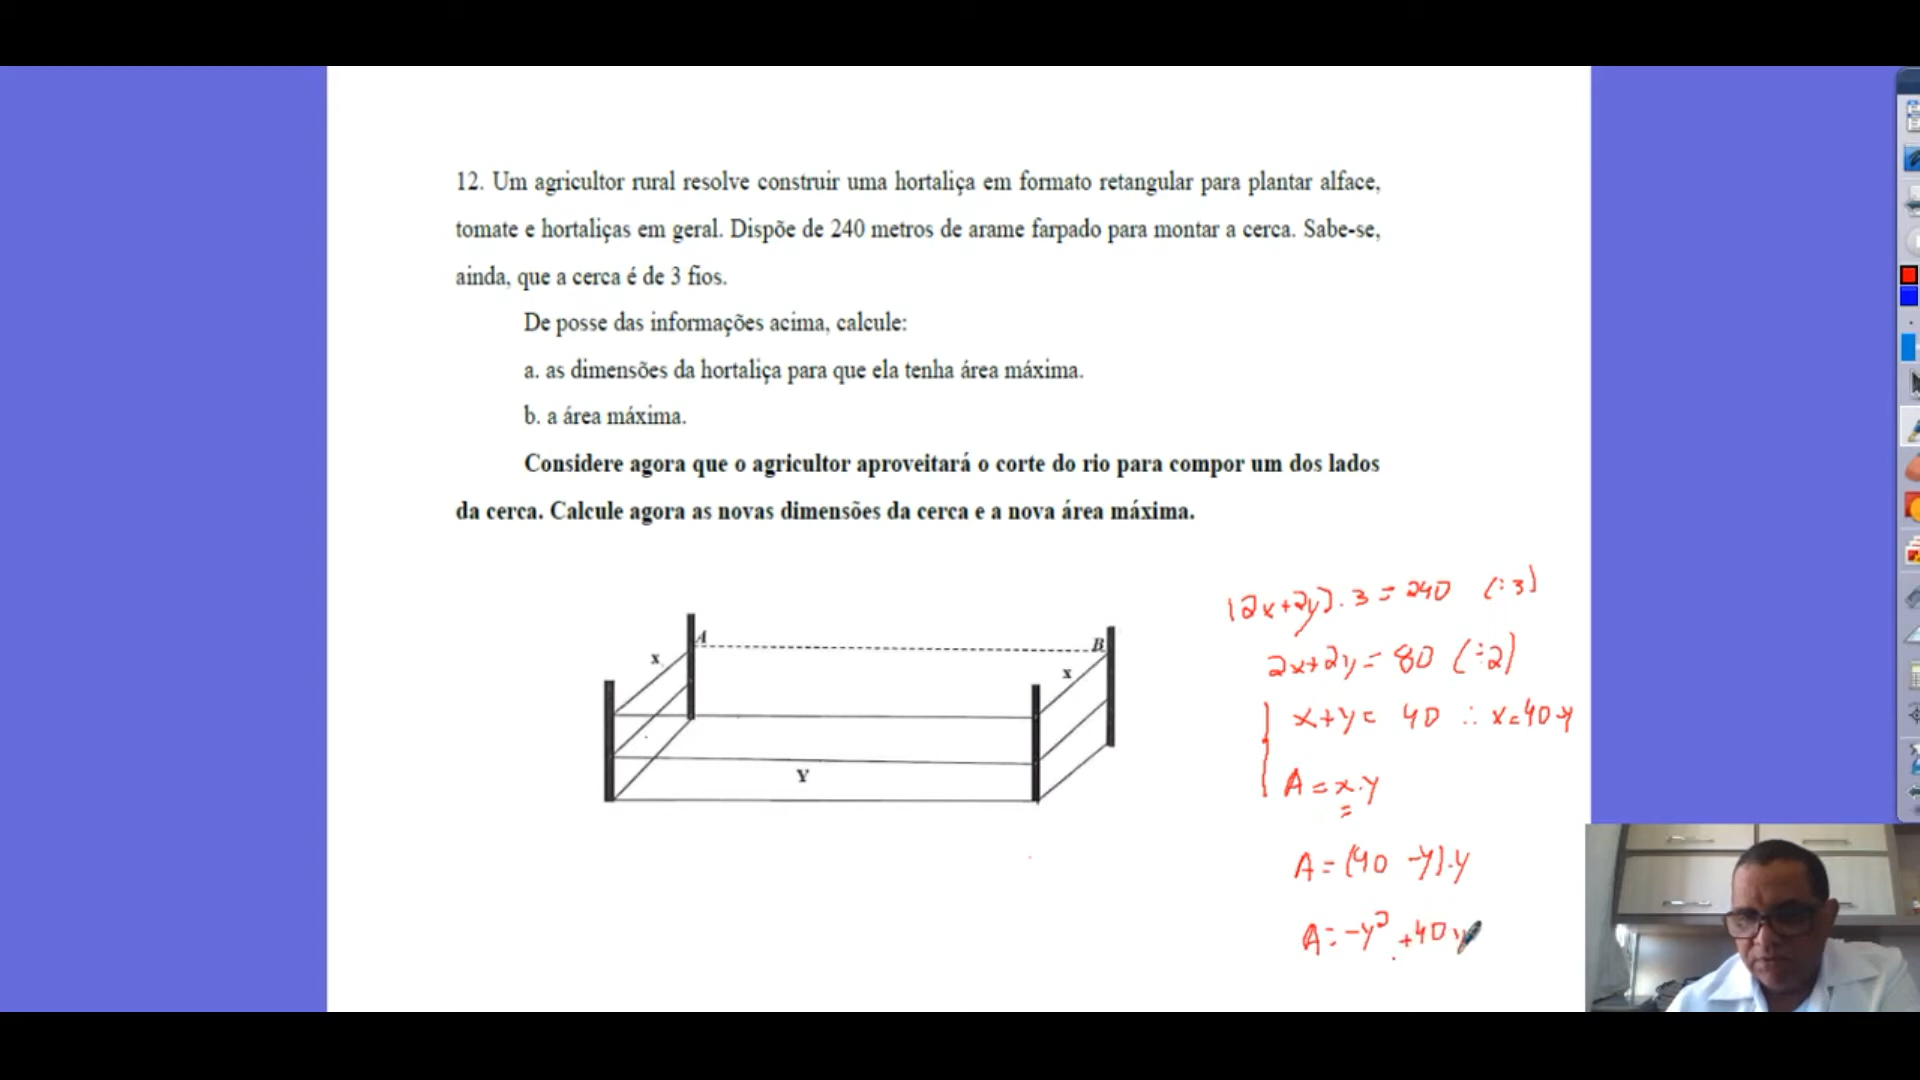 12. Um agricultor rural resolve construir uma hortaliça em formato retangular para plantar alface,
tomate e hortaliças em geral. Dispõe de 240 metros de arame farpado para montar a cerca. Sabe-se,
ainda, que a cerca é de 3 fios.
De posse das informações acima, calcule:
a. as dimensões da hortaliça para que ela tenha área máxima.
b. a área máxima.
Considere agora que o agricultor aproveitará o corte do rio para compor um dos lados
da cerca. Calcule agora as novas dimensões da cerca e a nova área máxima.
A
B
x
x
Y
(2x+2y).3=240 (:3)
2x+2y=80 (÷2)
x+y= 40 ∴ x=40-y
A=x.y
=
A=(40 -y).y
A=-y² +40y